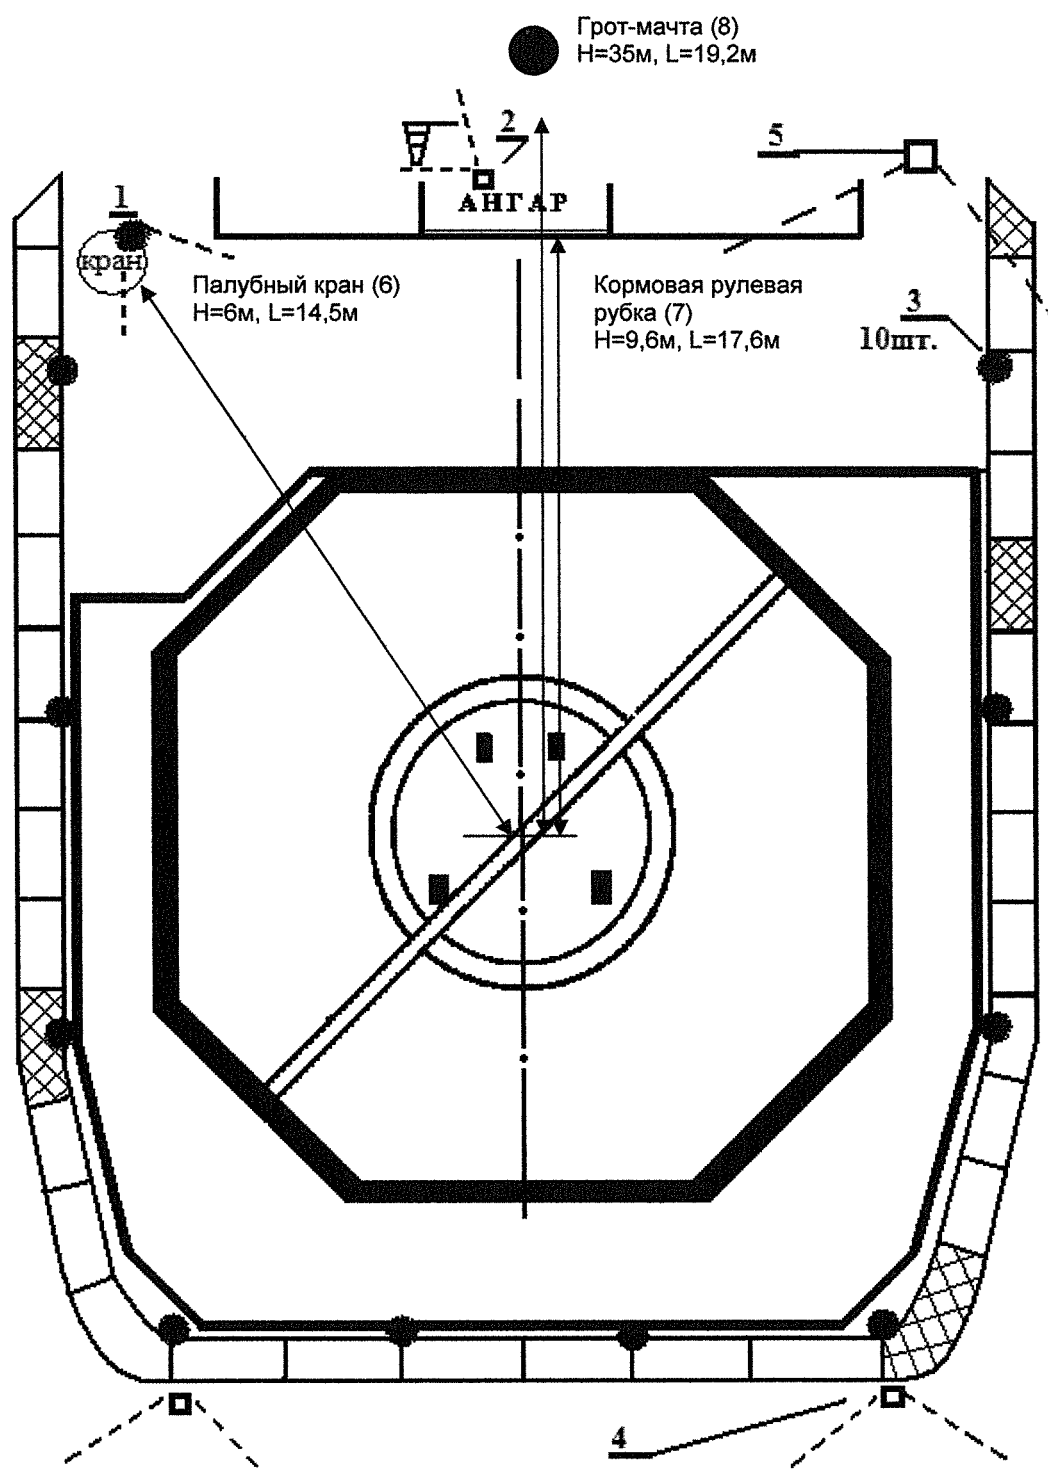 Грот-мачта (8)
H=35м, L=19,2м
2
5
1
АНГАР
кран
Палубный кран (6)
H=6м, L=14,5м
Кормовая рулевая
рубка (7)
H=9,6м, L=17,6м
3
10шт.
4